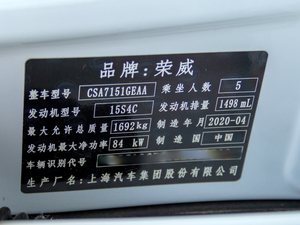 品牌:荣威
整车型号 CSA7151GEAA 乘坐人数 5
发动机型号 15S4C 发动机排量 1498 mL
最大允许总质量 1692kg 制造年月 2020-04
发动机最大净功率 84 kW 制造国 中国
车辆识别代号
生产厂名:上海汽车集团股份有限公司